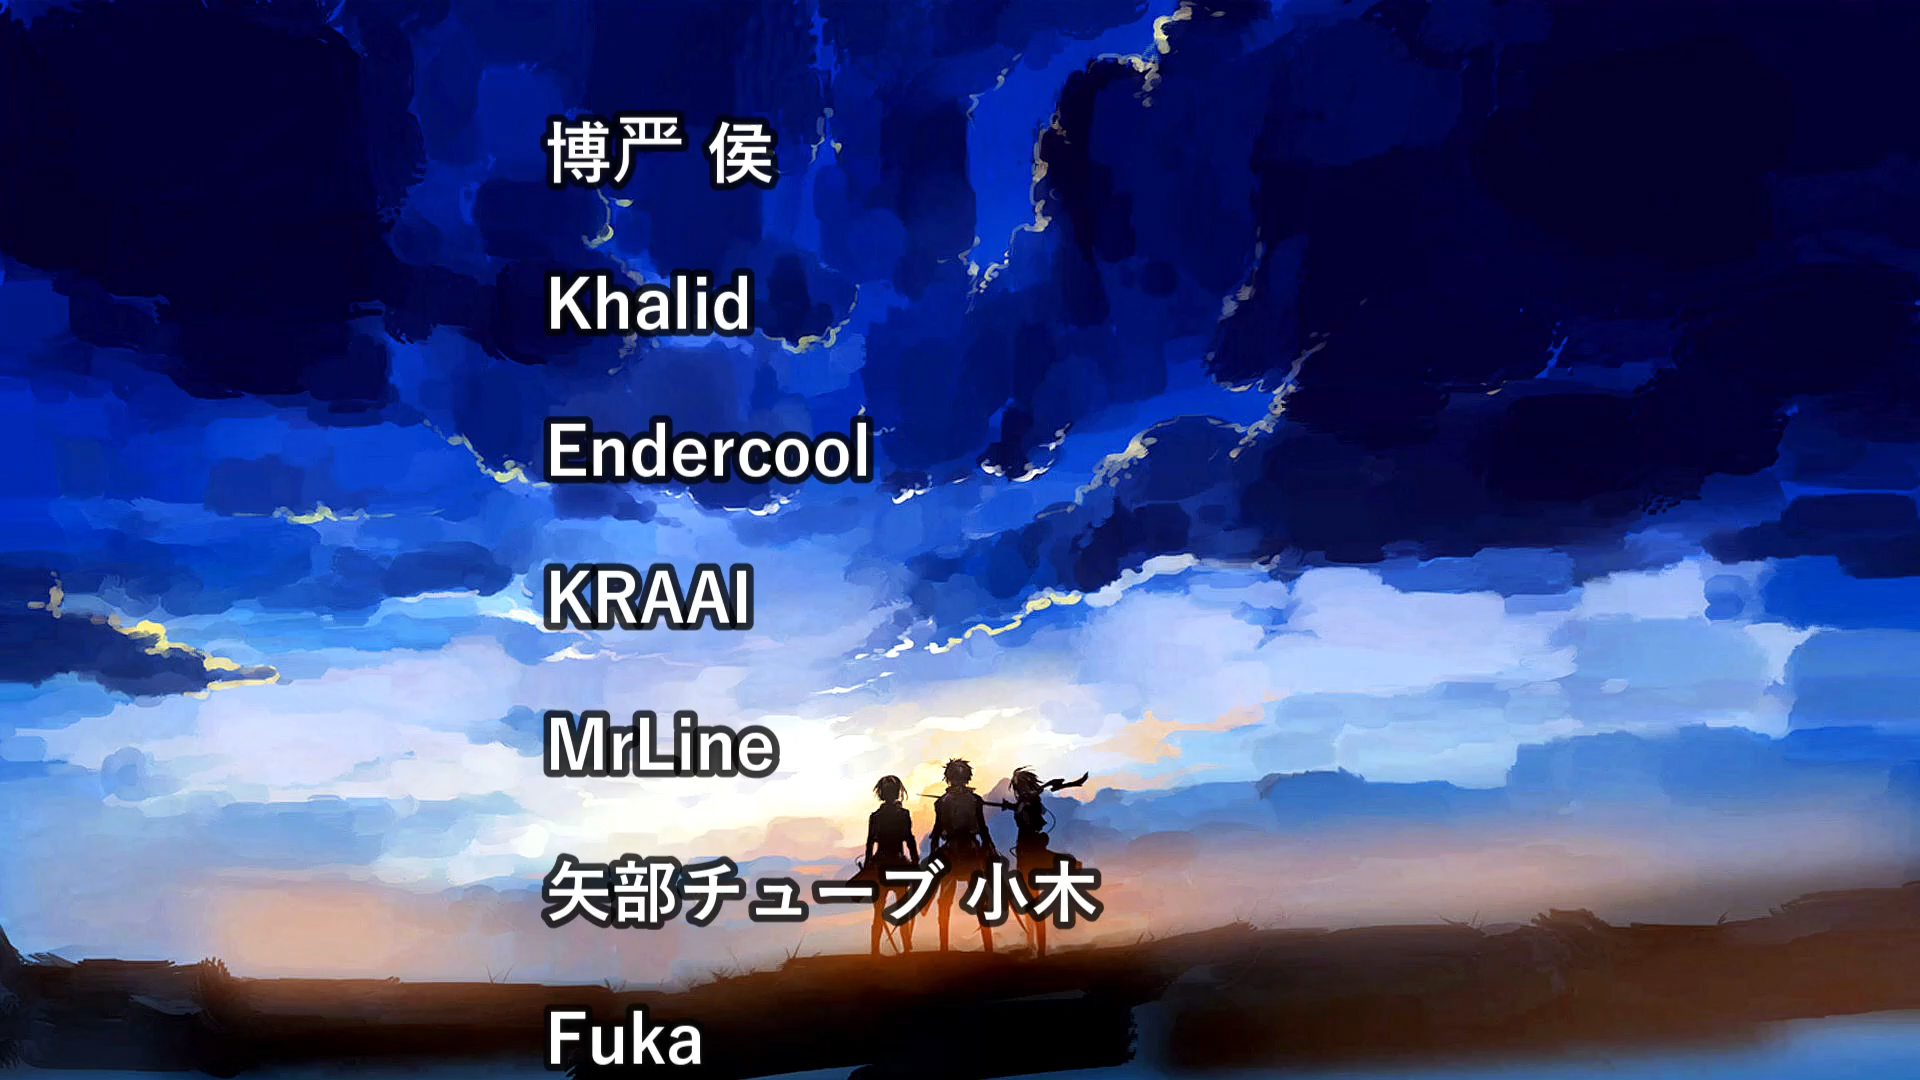 博严 侯
Khalid
Endercool
KRAAI
MrLine
矢部チューブ 小木
Fuka